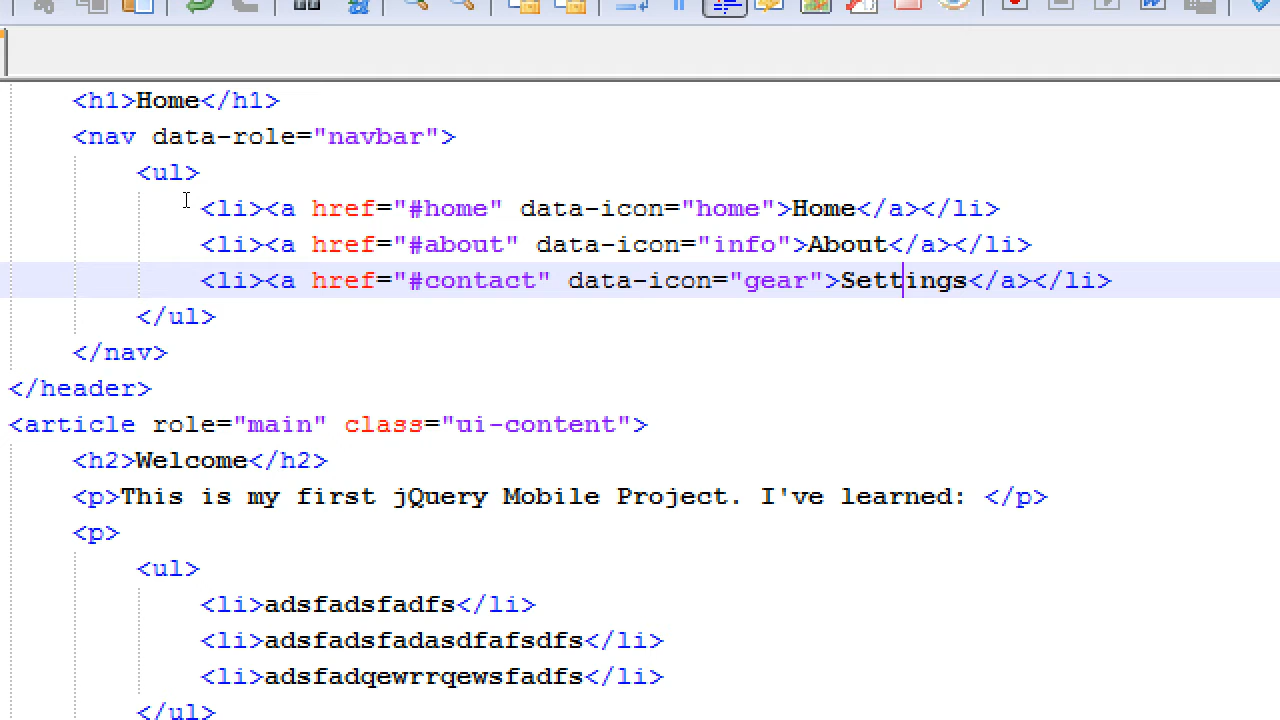 <h1>Home</h1>
<nav data-role="navbar">
<ul>
<li><a href="#home" data-icon="home">Home</a></li>
<li><a href="#about" data-icon="info">About</a></li>
<li><a href="#contact" data-icon="gear">Settings</a></li>
</ul>
</nav>
</header>
<article role="main" class="ui-content">
<h2>Welcome</h2>
<p>This is my first jQuery Mobile Project. I've learned: </p>
<p>
<ul>
<li>adsfadsfadfs</li>
<li>adsfadsfadasdfafsdfs</li>
<li>adsfadqewrrqewsfadfs</li>
</ul>